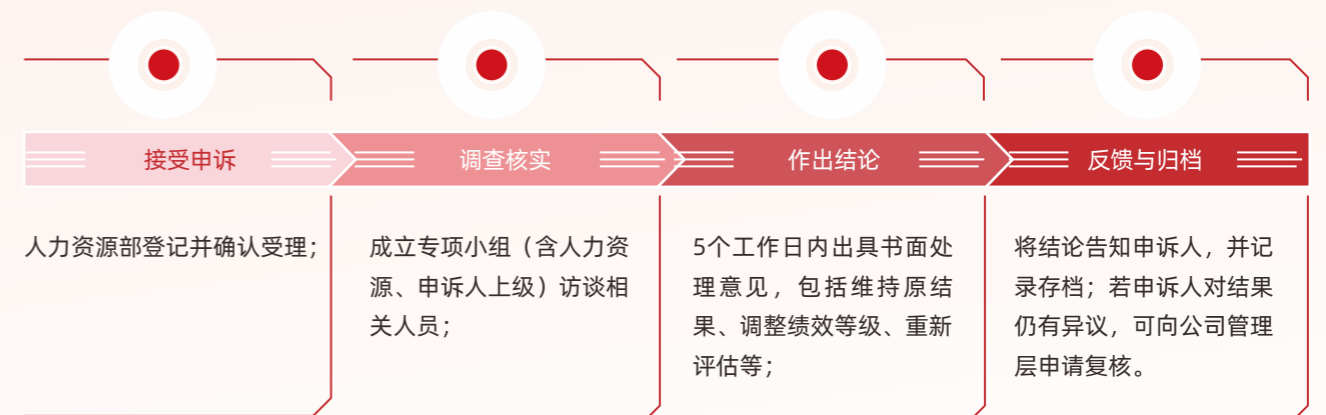 接受申诉
调查核实
作出结论
反馈与归档
人力资源部登记并确认受理；
成立专项小组（含人力资
源、申诉人上级）访谈相
关人员；
5个工作日内出具书面处
理意见，包括维持原结
果、调整绩效等级、重新
评估等；
将结论告知申诉人，并记
录存档；若申诉人对结果
仍有异议，可向公司管理
层申请复核。